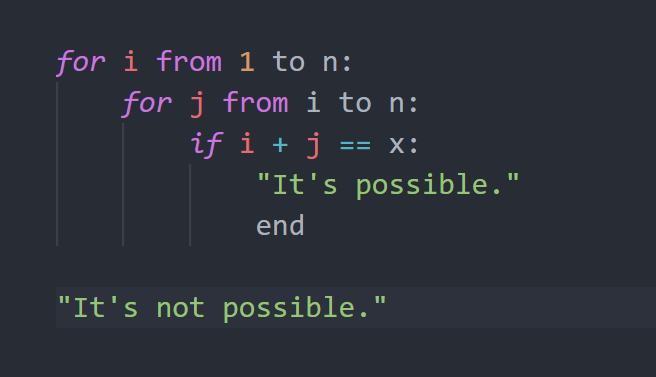 for i from 1 to n:
for j from i to n:
if i + j == x:
"It's possible."
end
"It's not possible."